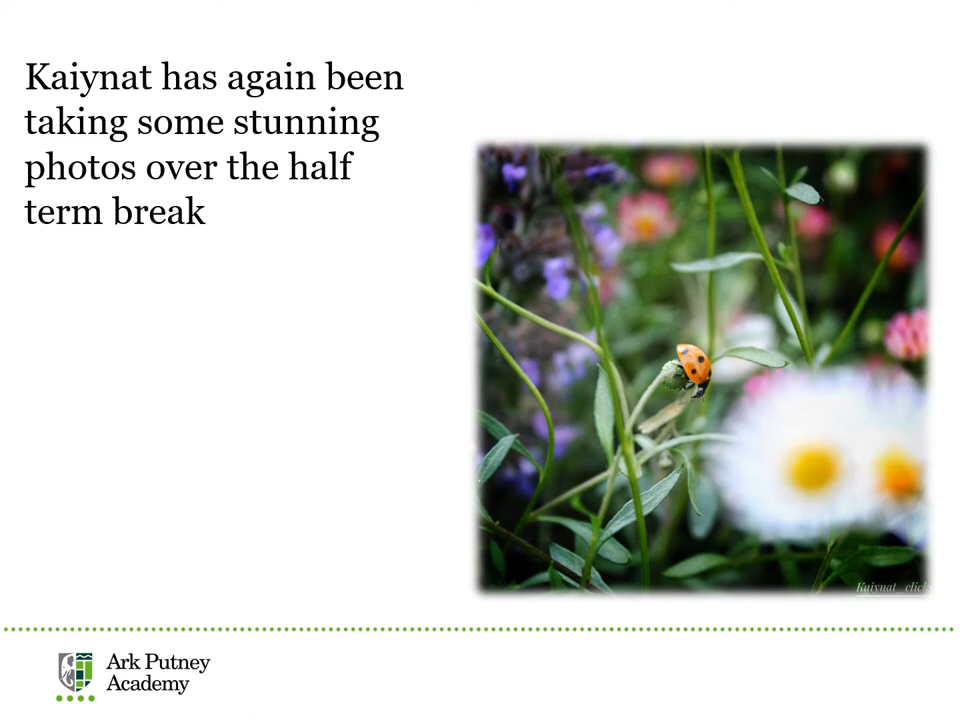 Kaiynat has again been
taking some stunning
photos over the half
term break
Kaiynat_click
Ark Putney
Academy